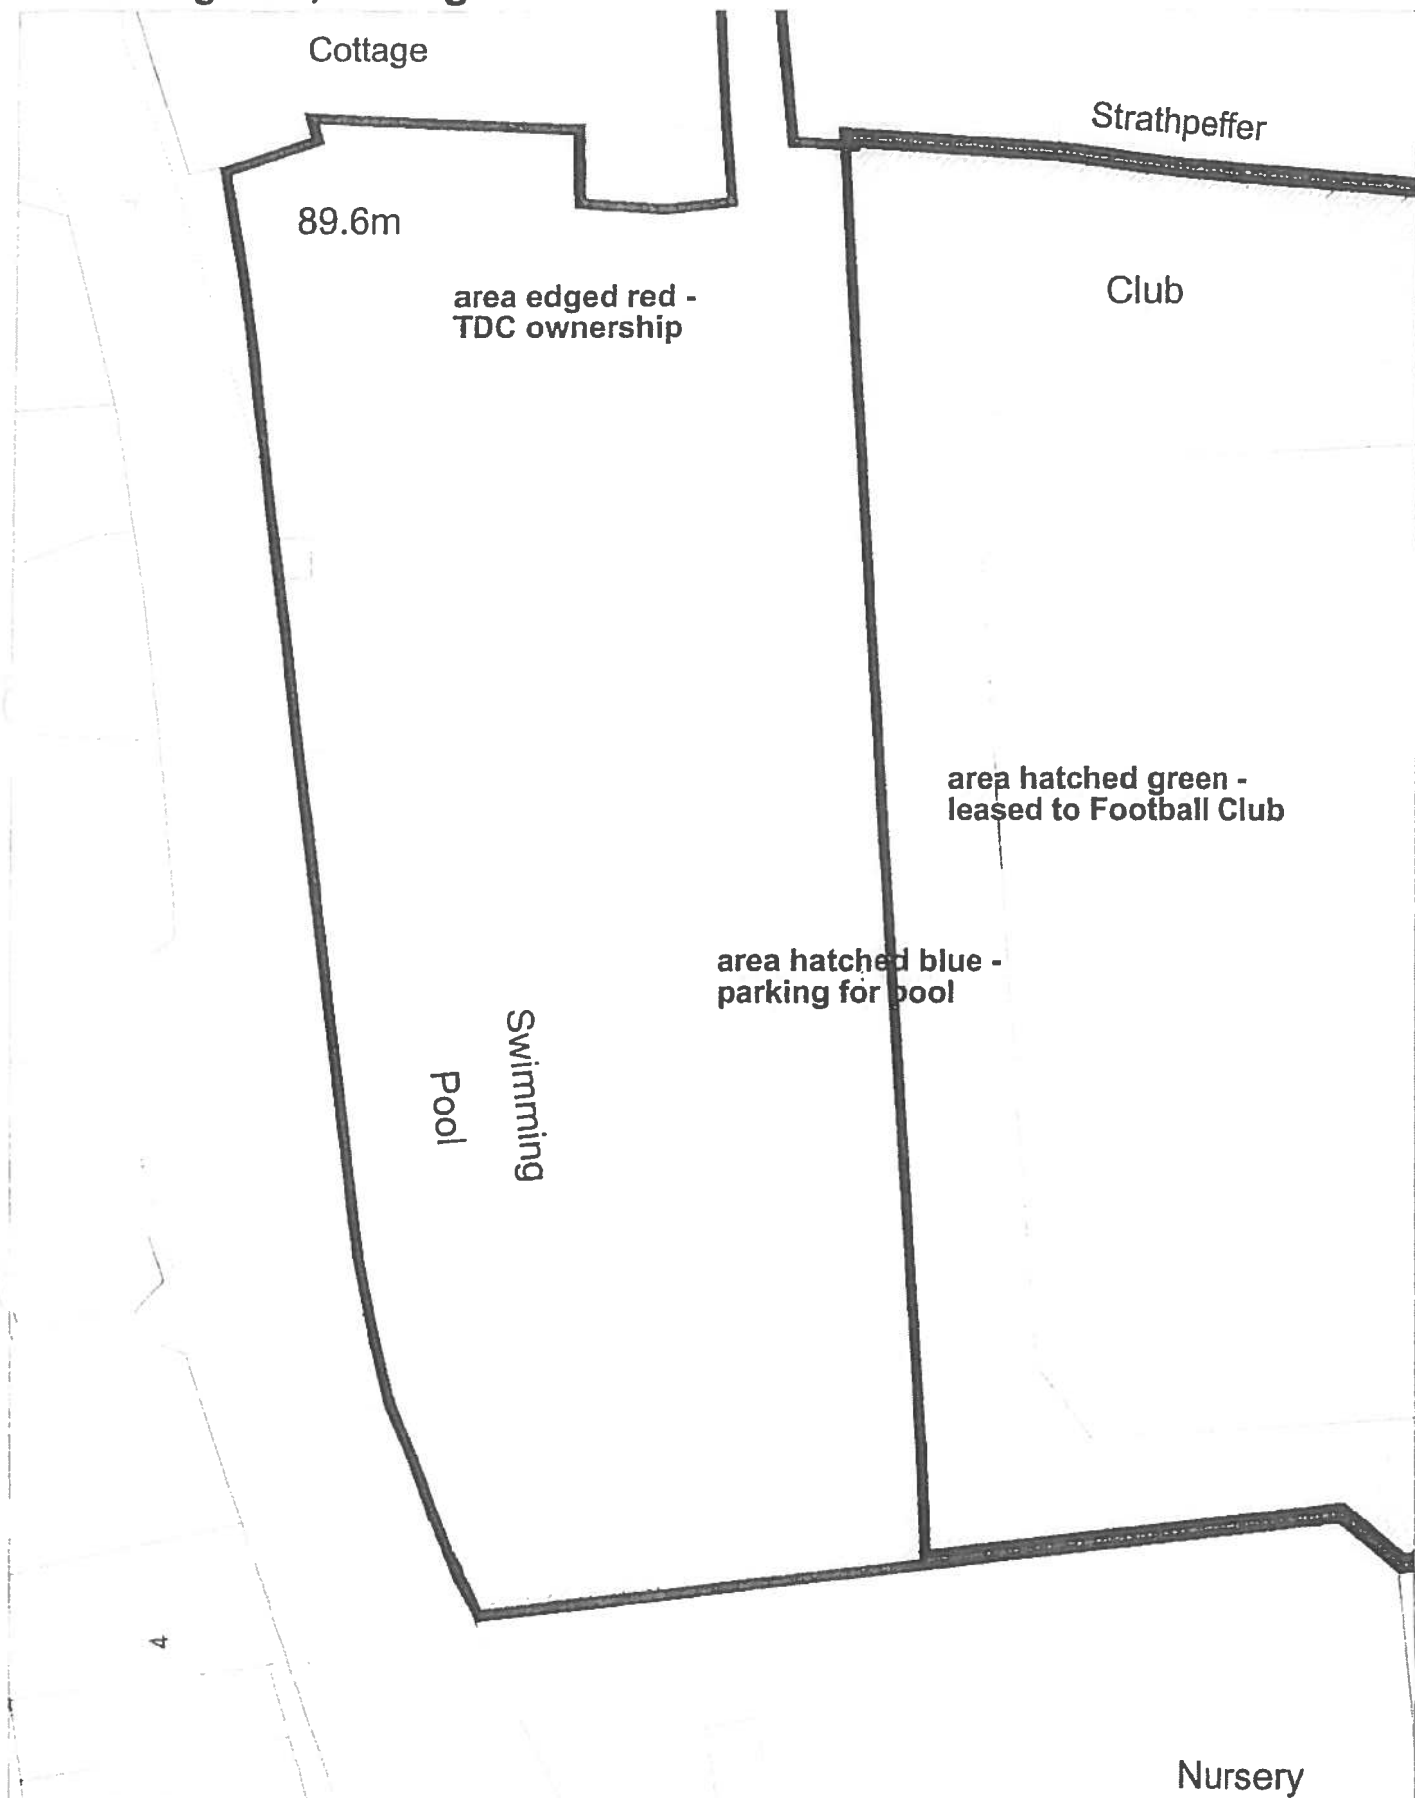 Cottage
Strathpeffer
89.6m
Club
area edged red -
TDC ownership
area hatched green -
leased to Football Club
area hatched blue -
parking for pool
Swimming
Pool
4
Nursery